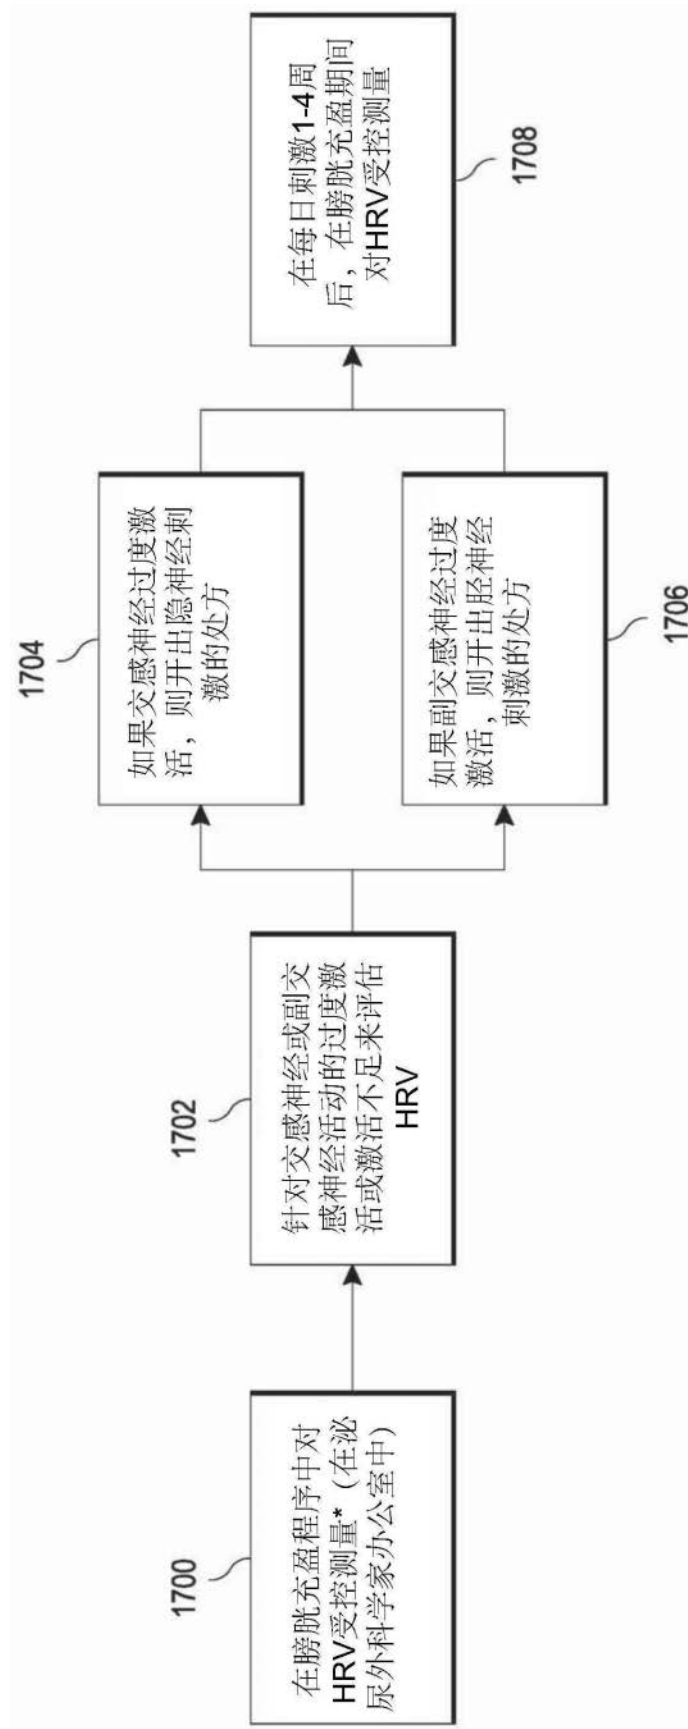 1700
在膀胱充盈程序中对
HRV受控测量*（在泌
尿外科学家办公室中）
1702
针对交感神经或副交
感神经活动的过度激
活或激活不足来评估
HRV
1704
如果交感神经过度激
活，则开出隐神经刺
激的处方
1706
如果副交感神经过度
激活，则开出胫神经
刺激的处方
1708
在每日刺激1-4周
后，在膀胱充盈期间
对HRV受控测量